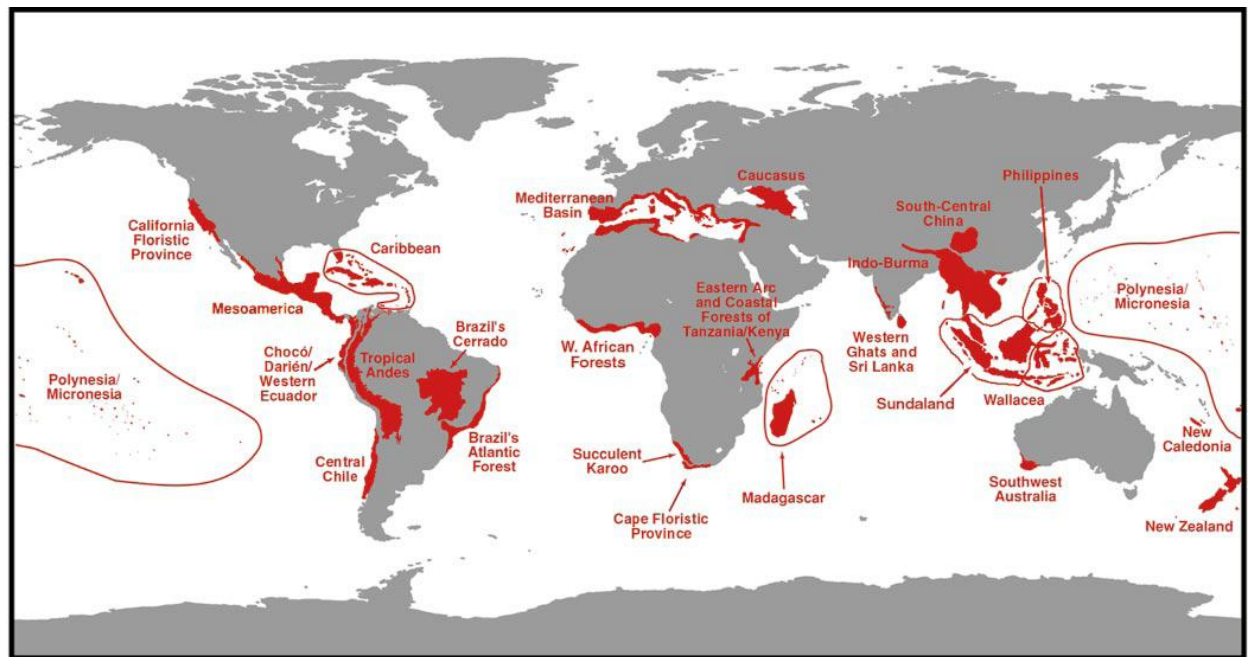 California
Floristic
Province
Mesoamerica
Caribbean
Polynesia/
Micronesia
Chocó/
Darién/
Western
Ecuador
Tropical
Andes
Brazil's
Cerrado
Central
Chile
Brazil's
Atlantic
Forest
Mediterranean
Basin
Caucasus
W. African
Forests
Eastern Arc
and Coastal
Forests of
Tanzania/Kenya
Succulent
Karoo
Cape Floristic
Province
Madagascar
South-Central
China
Indo-Burma
Western
Ghats and
Sri Lanka
Philippines
Sundaland
Wallacea
Polynesia/
Micronesia
New
Caledonia
Southwest
Australia
New Zealand